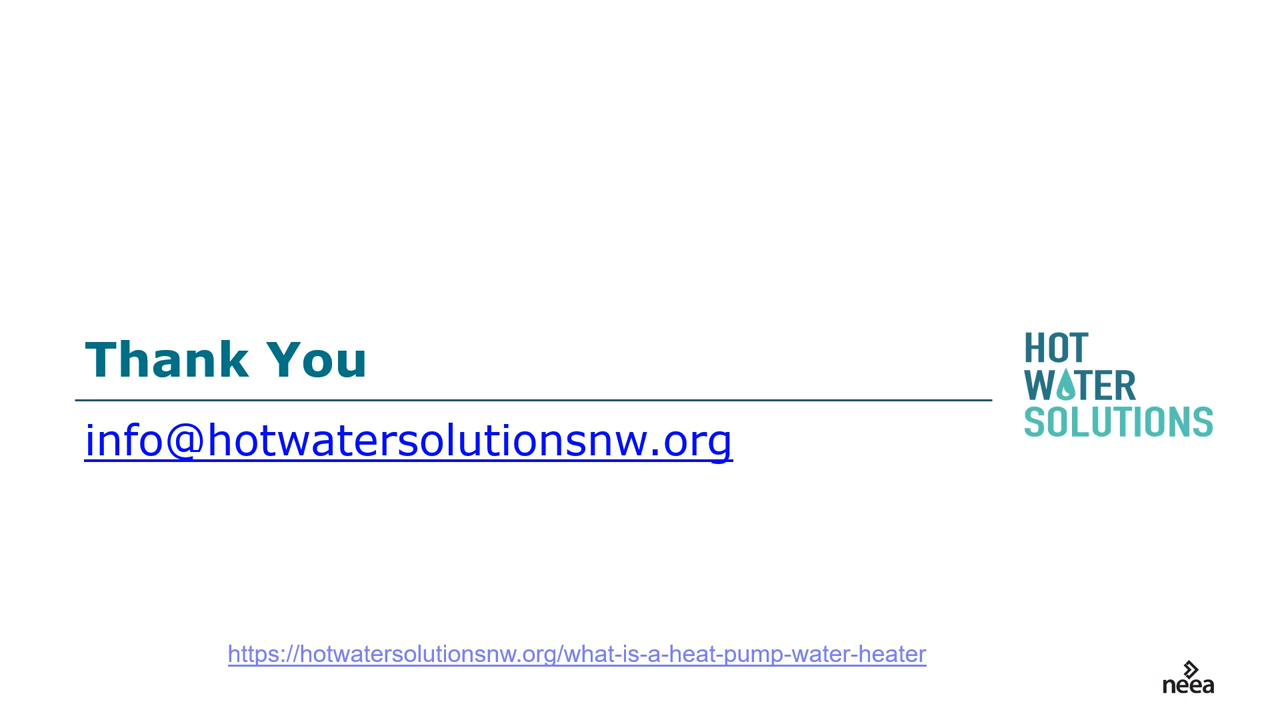 Thank You
info@hotwatersolutionsnw.org
HOT
WATER
SOLUTIONS
https://hotwatersolutionsnw.org/what-is-a-heat-pump-water-heater
neea